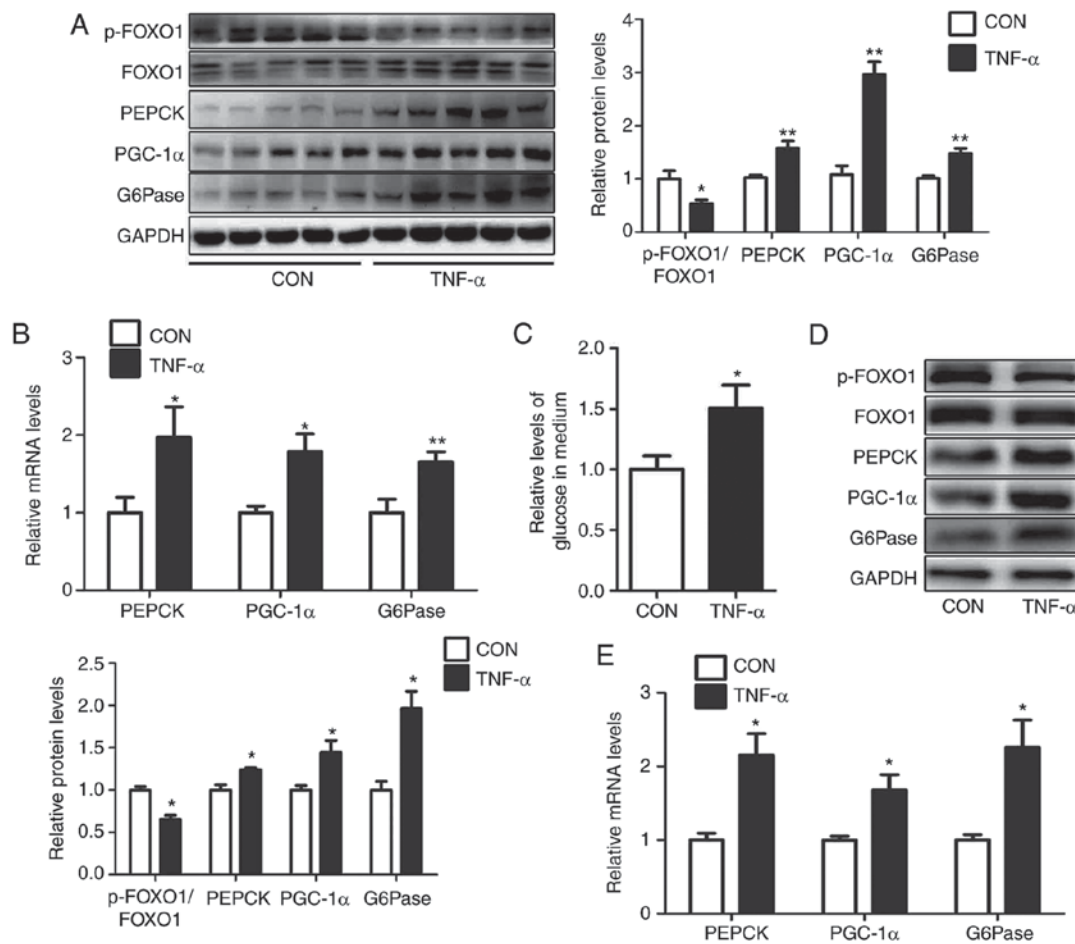 A
p-FOXO1
FOXO1
PEPCK
PGC-1α
G6Pase
GAPDH
CON
TNF-α
Relative protein levels
4
3
2
1
0
** 
**
**
*
CON
TNF-α
p-FOXO1/
FOXO1
PEPCK
PGC-1α
G6Pase
B
CON
TNF-α
Relative mRNA levels
3
2
1
0
*
*
**
PEPCK
PGC-1α
G6Pase
C
Relative levels of
glucose in medium
2.0
1.5
1.0
0.5
0.0
*
CON
TNF-α
D
p-FOXO1
FOXO1
PEPCK
PGC-1α
G6Pase
GAPDH
CON
TNF-α
Relative protein levels
2.5
2.0
1.5
1.0
0.5
0.0
CON
TNF-α
*
*
*
*
p-FOXO1/
FOXO1
PEPCK
PGC-1α
G6Pase
E
CON
TNF-α
Relative mRNA levels
3
2
1
0
*
*
*
PEPCK
PGC-1α
G6Pase